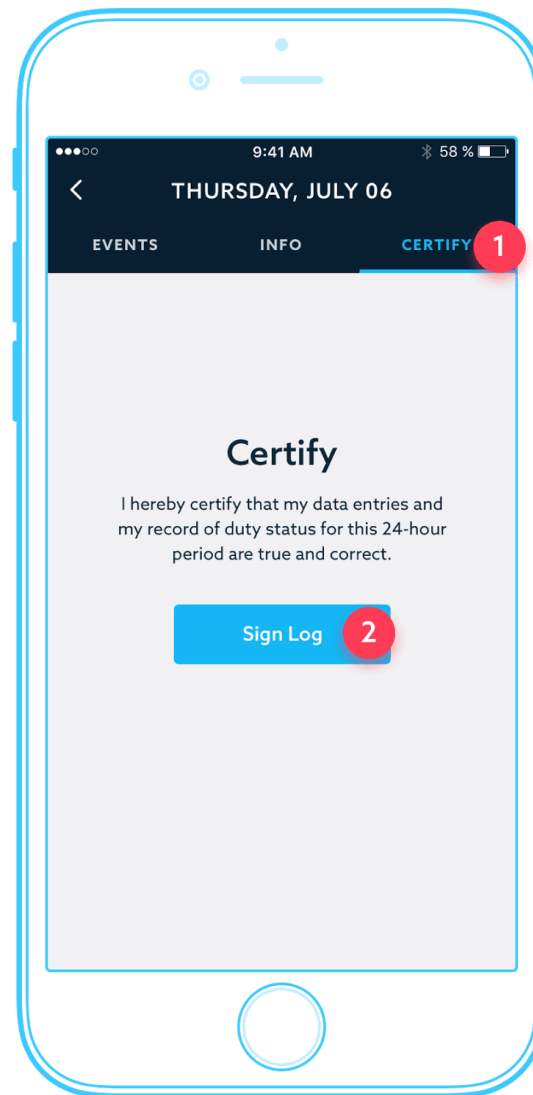 9:41 AM 58 %
THURSDAY, JULY 06
EVENTS INFO CERTIFY 1
Certify
I hereby certify that my data entries and
my record of duty status for this 24-hour
period are true and correct.
Sign Log 2